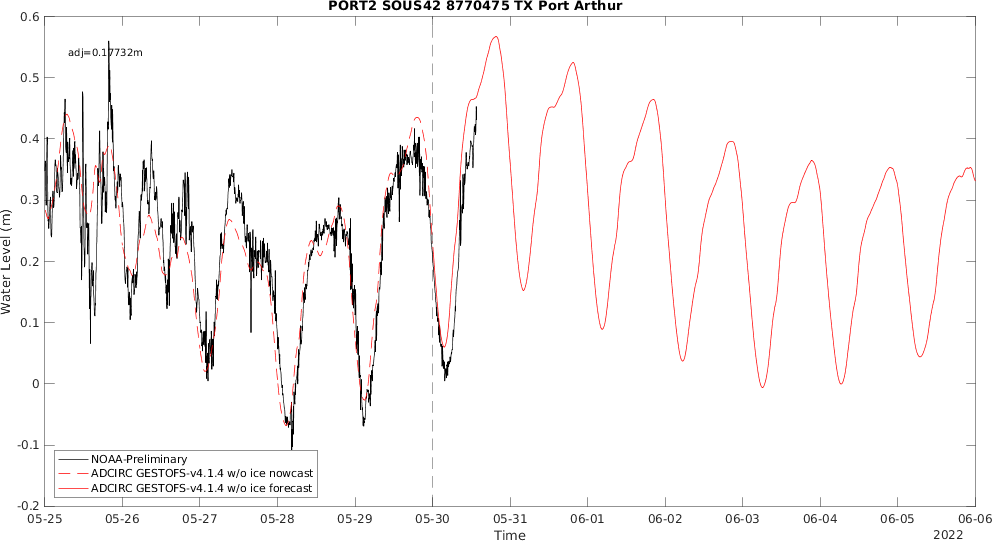 PORT2 SOUS42 8770475 TX Port Arthur
adj=0.17732m
0.6
0.5
0.4
0.3
0.2
0.1
0
-0.1
-0.2
Water Level (m)
NOAA-Preliminary
ADCIRC GESTOFS-v4.1.4 w/o ice nowcast
ADCIRC GESTOFS-v4.1.4 w/o ice forecast
05-25 05-26 05-27 05-28 05-29 05-30 05-31 06-01 06-02 06-03 06-04 06-05 06-06
Time
2022